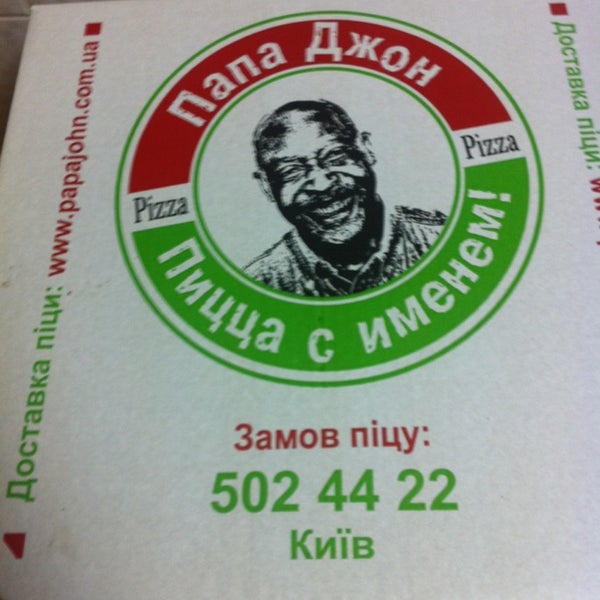 Папа Джон
Pizza
Pizza
Пицца с именем!
Замов піцу:
502 44 22
Київ
Доставка піци: www.papajohn.com.ua
Доставка піци: